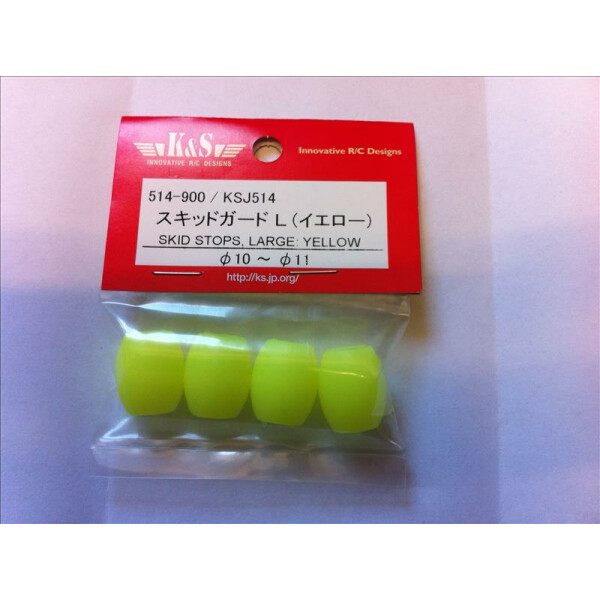 K&S
INNOVATIVE R/C DESIGNS
Innovative R/C Designs
514-900 / KSJ514
スキッドガード L (イエロー)
SKID STOPS, LARGE: YELLOW
φ10 ～ φ11
http://ks.jp.org/